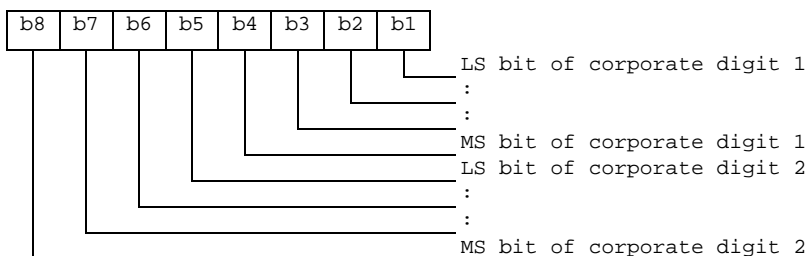 b8 b7 b6 b5 b4 b3 b2 b1
LS bit of corporate digit 1
:
:
MS bit of corporate digit 1
LS bit of corporate digit 2
:
:
MS bit of corporate digit 2